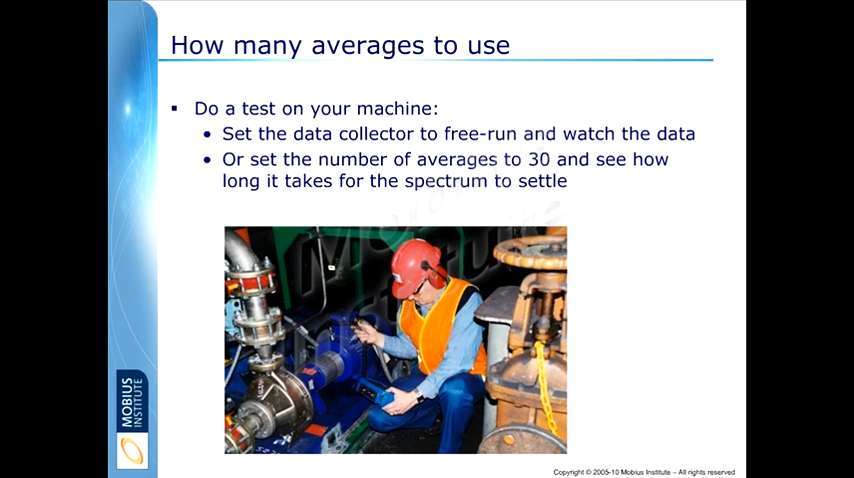 How many averages to use
Do a test on your machine:
Set the data collector to free-run and watch the data
Or set the number of averages to 30 and see how
long it takes for the spectrum to settle
MOBIUS
INSTITUTE
Copyright © 2005-10 Mobius Institute – All rights reserved